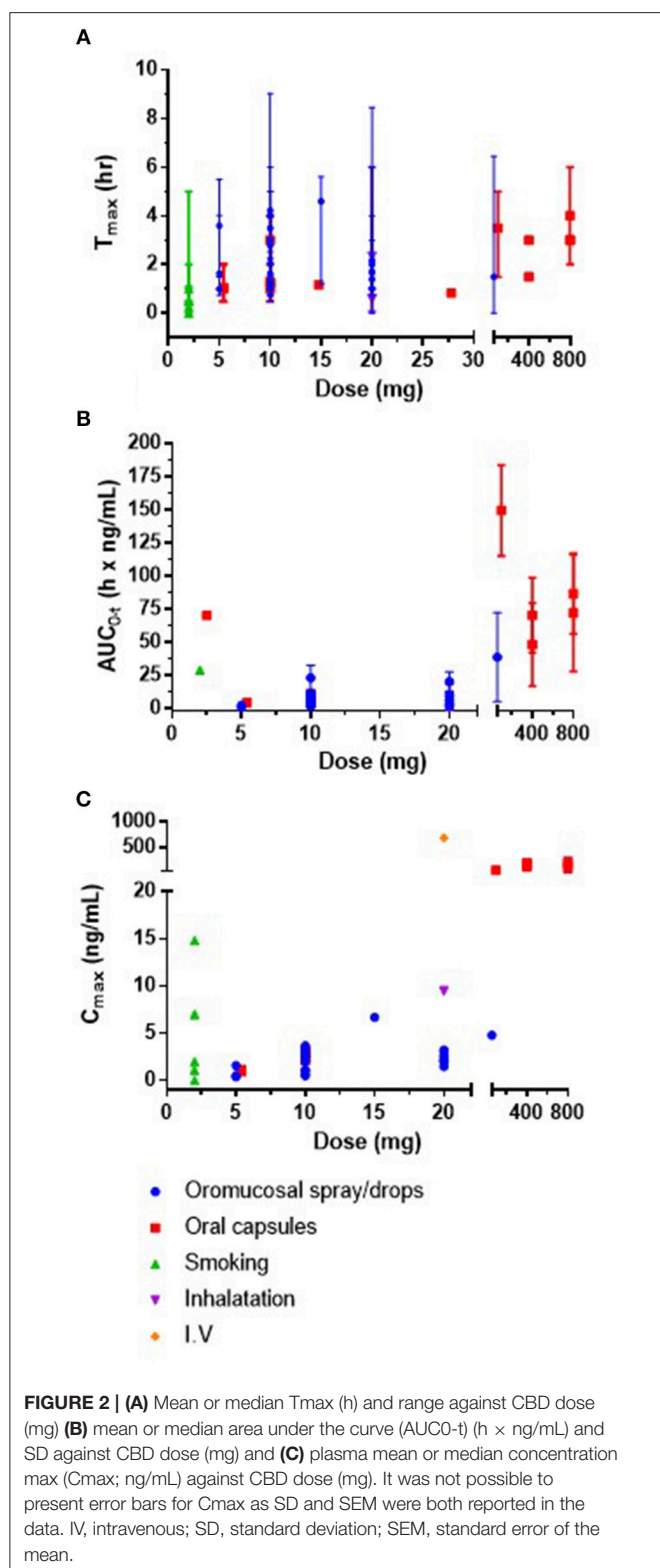 A
10
8
6
4
2
0
Tmax (hr)
0 5 10 15 20 25 30 400 800
Dose (mg)
B
200
175
150
125
100
75
50
25
0
AUC0-t (h x ng/mL)
0 5 10 15 20 400 800
Dose (mg)
C
1000
500
20
15
10
5
0
Cmax (ng/mL)
0 5 10 15 20 400 800
Dose (mg)
Oromucosal spray/drops
Oral capsules
Smoking
Inhalatation
I.V
FIGURE 2 | (A) Mean or median Tmax (h) and range against CBD dose
(mg) (B) mean or median area under the curve (AUC0-t) (h × ng/mL) and
SD against CBD dose (mg) and (C) plasma mean or median concentration
max (Cmax; ng/mL) against CBD dose (mg). It was not possible to
present error bars for Cmax as SD and SEM were both reported in the
data. IV, intravenous; SD, standard deviation; SEM, standard error of the
mean.